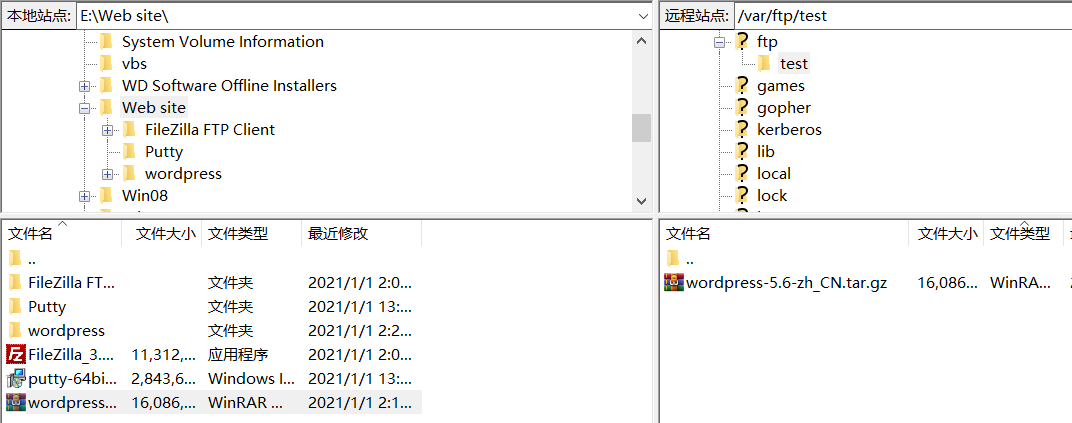 本地站点: E:\Web site\
System Volume Information
vbs
WD Software Offline Installers
Web site
FileZilla FTP Client
Putty
wordpress
Win08
文件名 文件大小 文件类型 最近修改
..
FileZilla FT... 文件夹 2021/1/1 2:0...
Putty 文件夹 2021/1/1 13:...
wordpress 文件夹 2021/1/1 2:2...
FileZilla_3.... 11,312,... 应用程序 2021/1/1 2:0...
putty-64bi... 2,843,6... Windows I... 2021/1/1 13:...
wordpress... 16,086,... WinRAR ... 2021/1/1 2:1...
远程站点: /var/ftp/test
ftp
test
games
gopher
kerberos
lib
local
lock
文件名 文件大小 文件类型
..
wordpress-5.6-zh_CN.tar.gz 16,086... WinRA...